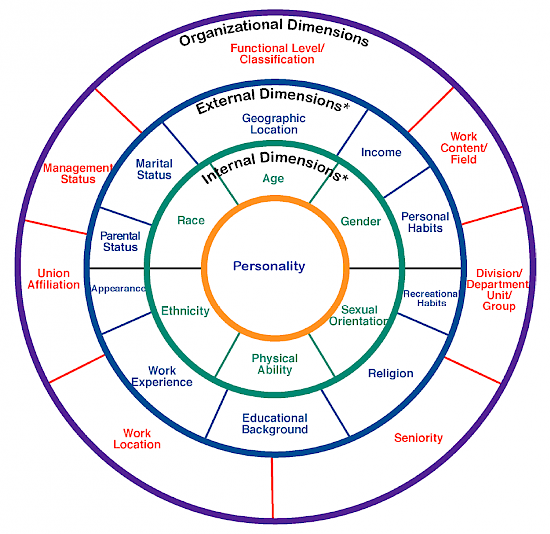 Organizational Dimensions
Functional Level/
Classification
External Dimensions*
Geographic
Location
Income
Work
Content/
Field
Marital
Status
Management
Status
Internal Dimensions*
Age
Race
Gender
Personal
Habits
Parental
Status
Personality
Union
Affiliation
Appearance
Recreational
Habits
Division/
Department
Unit/
Group
Ethnicity
Sexual
Orientation
Physical
Ability
Work
Experience
Religion
Educational
Background
Work
Location
Seniority